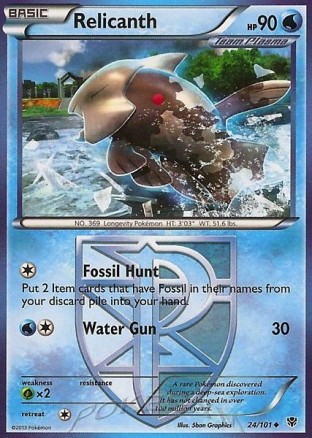 BASIC
Relicanth
HP 90
Team Plasma
NO. 369 Longevity Pokémon HT: 3'03" WT: 51.6 lbs.
Fossil Hunt
Put 2 Item cards that have Fossil in their names from
your discard pile into your hand.
Water Gun 30
weakness
×2
resistance
retreat
A rare Pokémon discovered
during a deep-sea exploration.
It has not changed in over
100 million years.
©2013 Pokémon
Illus. 5ban Graphics
24/101